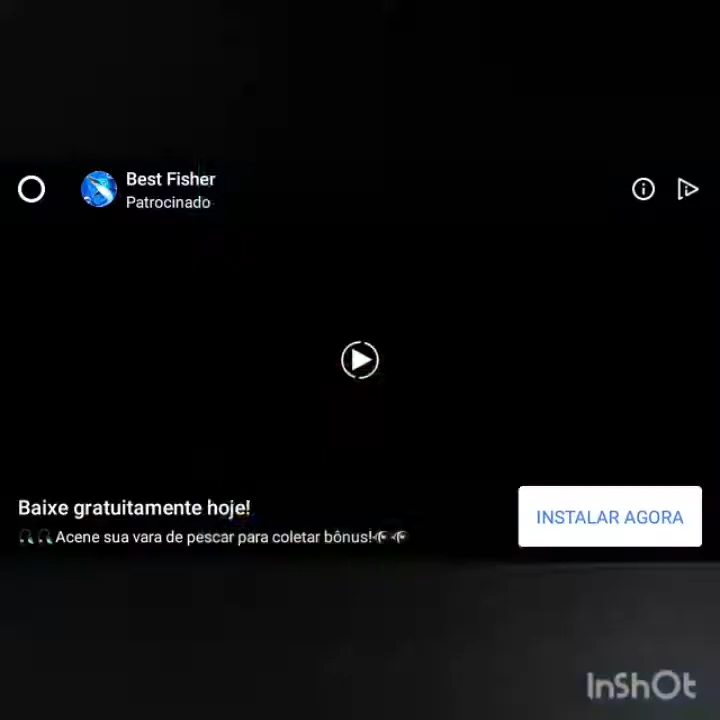 Best Fisher
Patrocinado
Baixe gratuitamente hoje!
Acene sua vara de pescar para coletar bônus!
INSTALAR AGORA
InShOt